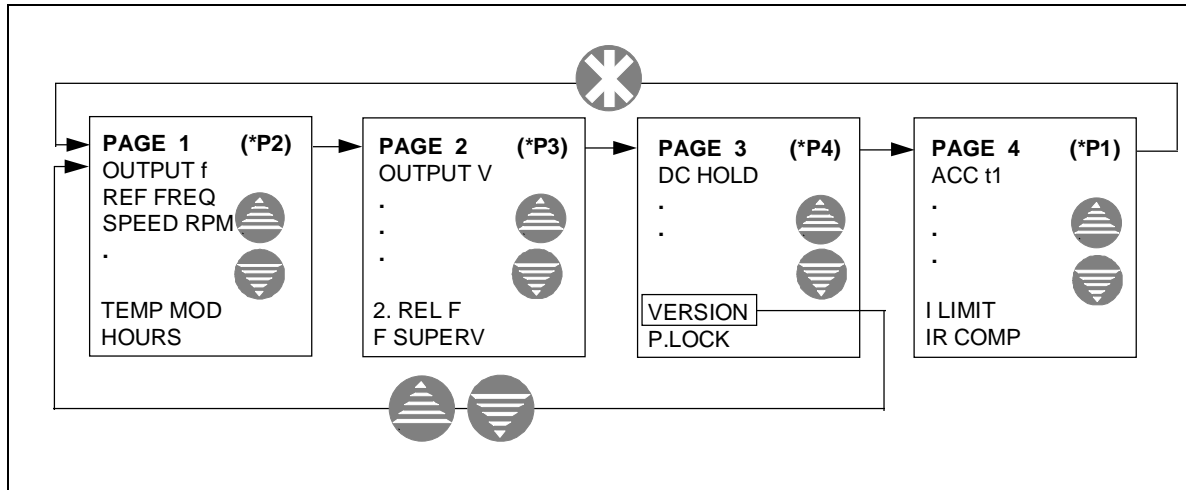 PAGE 1 (*P2)
OUTPUT f
REF FREQ
SPEED RPM
.
TEMP MOD
HOURS
PAGE 2 (*P3)
OUTPUT V
.
.
.
2. REL F
F SUPERV
PAGE 3 (*P4)
DC HOLD
.
.
VERSION
P.LOCK
PAGE 4 (*P1)
ACC t1
.
.
.
I LIMIT
IR COMP